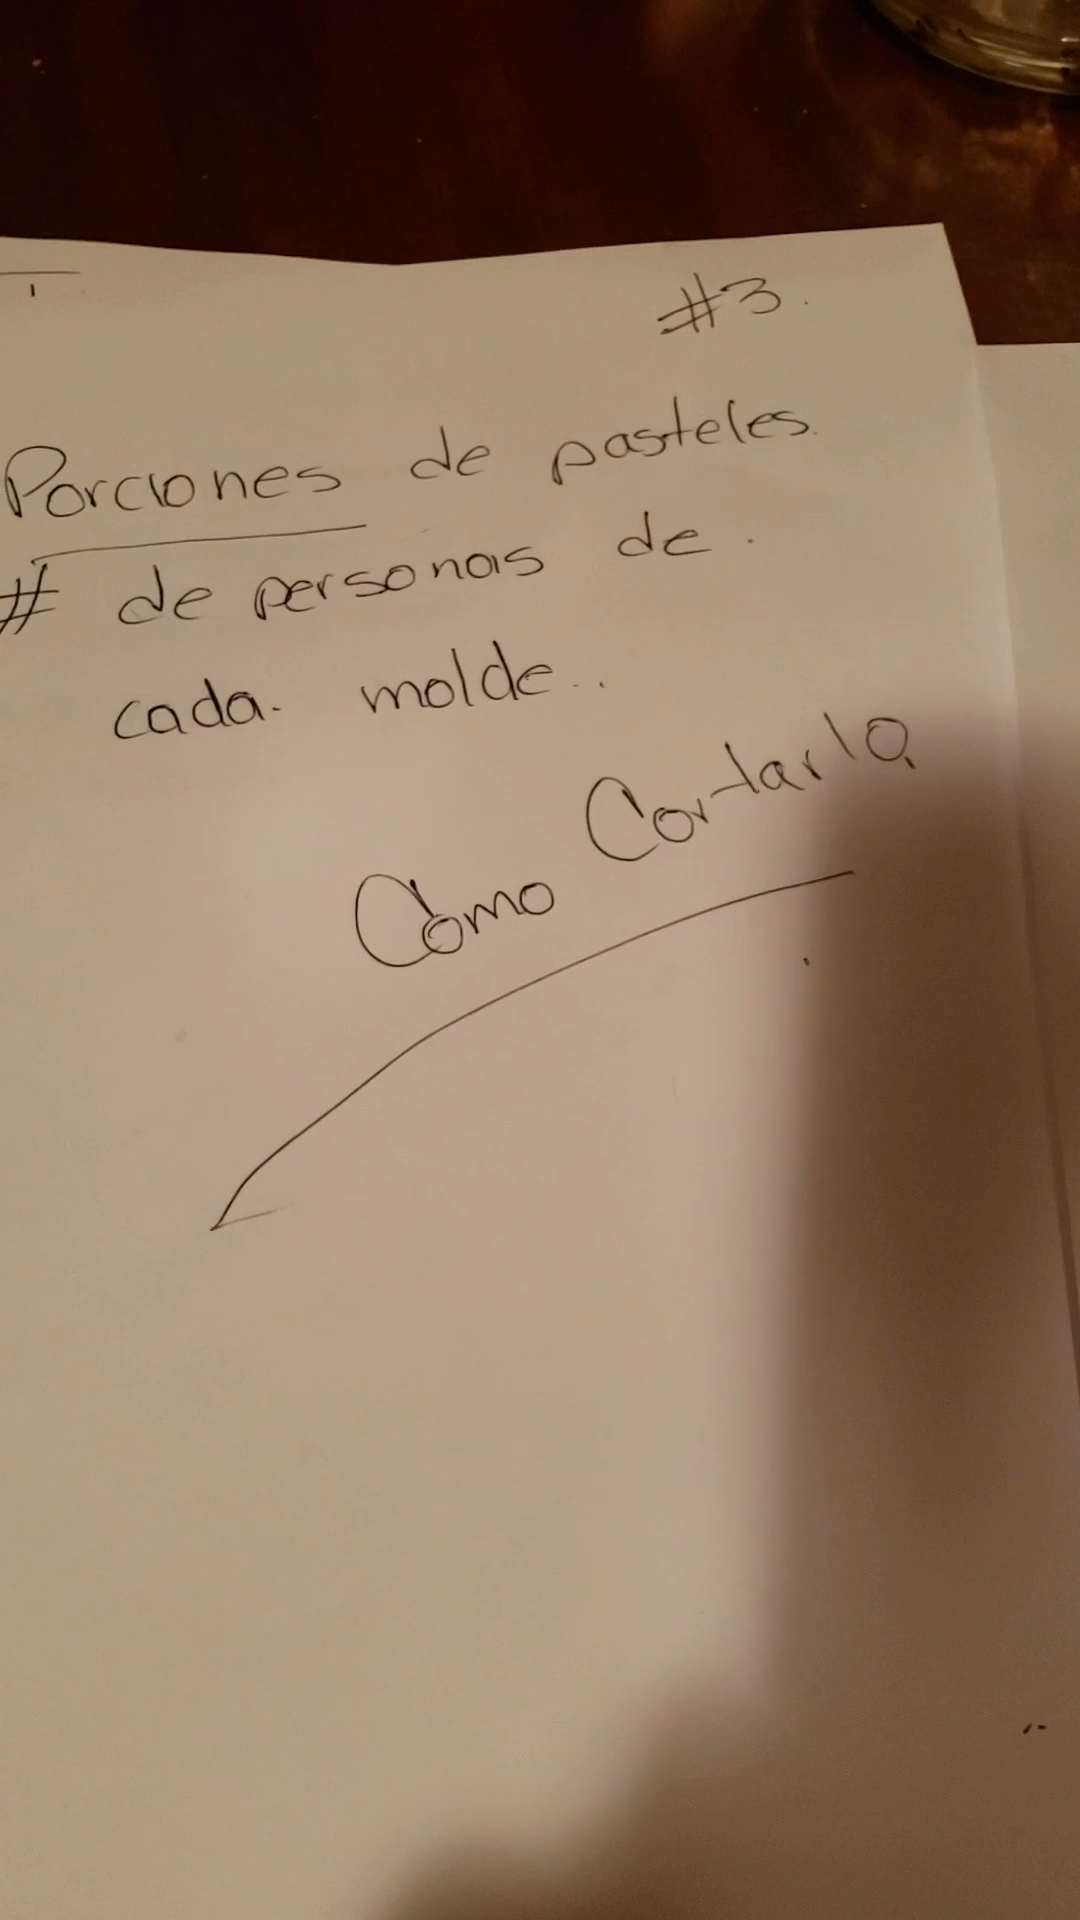 #3.
Porciones de pasteles.
# de personas de.
cada. molde..
Como Cortarlo